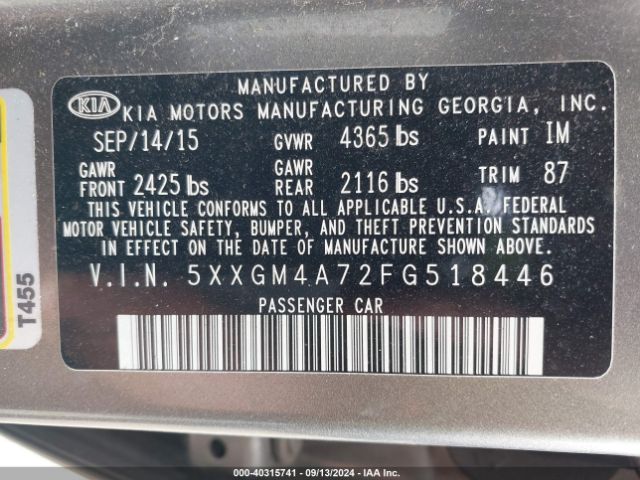 MANUFACTURED BY
KIA KIA MOTORS MANUFACTURING GEORGIA, INC.
SEP/14/15 GVWR 4365 lbs PAINT IM
GAWR FRONT 2425 lbs GAWR REAR 2116 lbs TRIM 87
THIS VEHICLE CONFORMS TO ALL APPLICABLE U.S.A. FEDERAL
MOTOR VEHICLE SAFETY, BUMPER, AND THEFT PREVENTION STANDARDS
IN EFFECT ON THE DATE OF MANUFACTURE SHOWN ABOVE.
V.I.N. 5XXGM4A72FG518446
PASSENGER CAR
T455
000-40315741 - 09/13/2024 - IAA Inc.